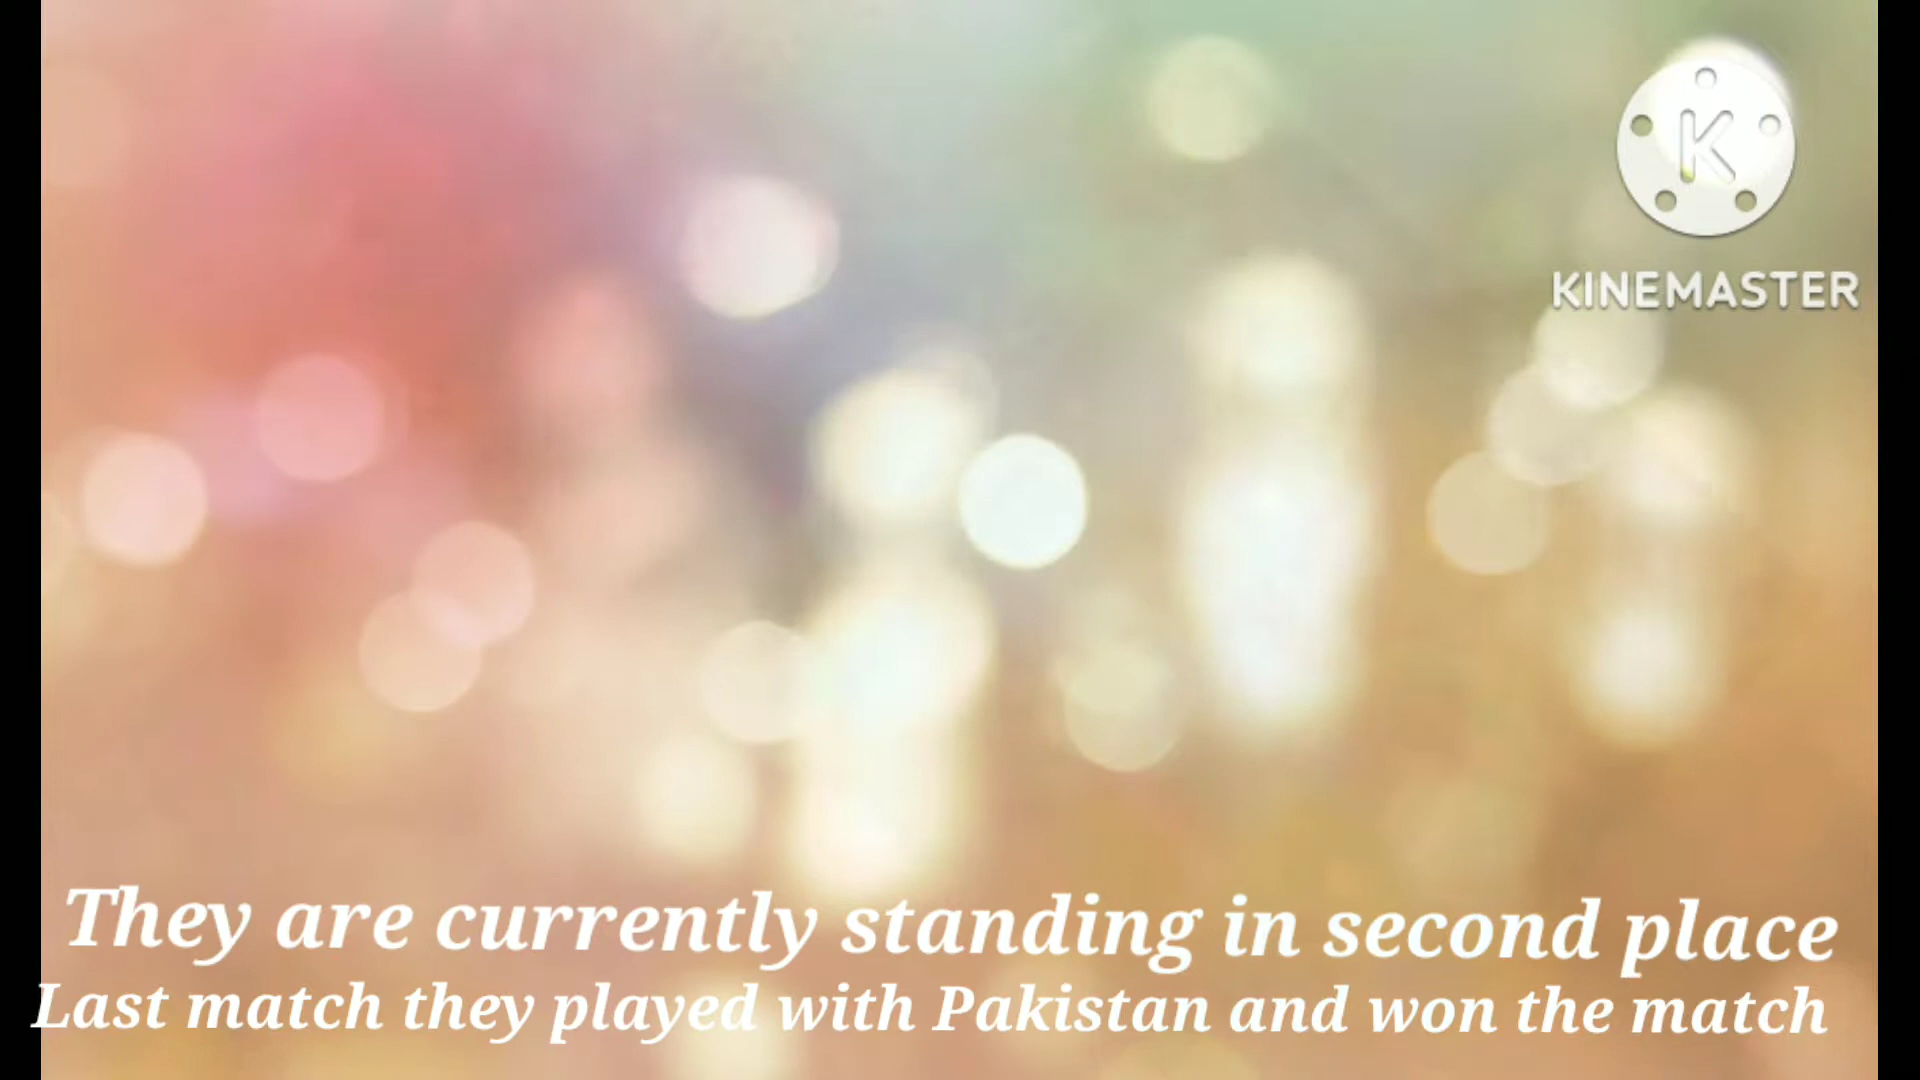 K
KINEMASTER
They are currently standing in second place
Last match they played with Pakistan and won the match